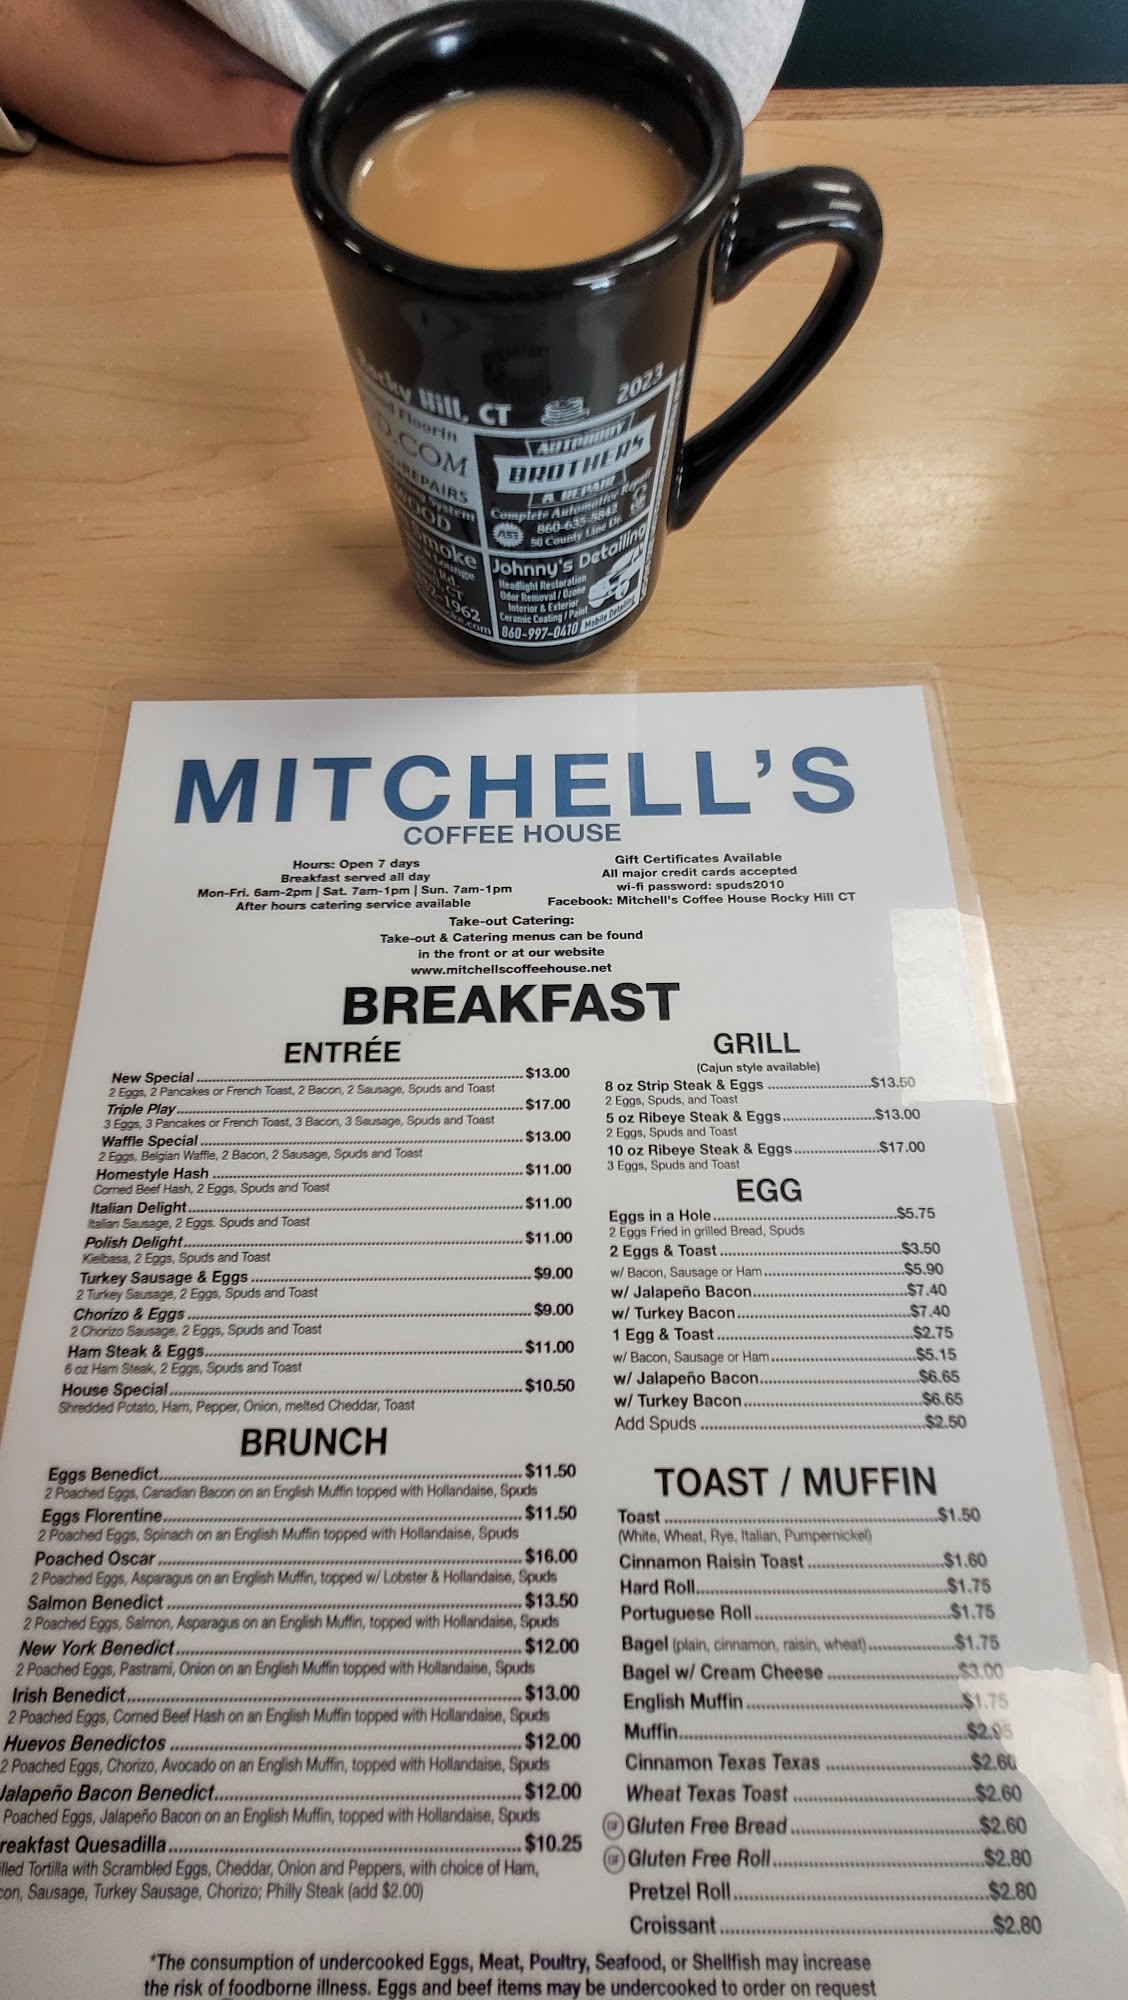 Rocky Hill, CT
2023
Floorin
D.COM
REPAIRS
System
WOOD
Smoke
Lounge
Rd.
CT
1962
AUTOBODY
BROTHERS
& REPAIR
Complete Automotive Repair
860-635-5842
50 County Line Dr.
Johnny's Detailing
Headlight Restoration
Odor Removal / Ozone
Interior & Exterior
Ceramic Coating / Paint
860-997-0410 Mobile Detailing
MITCHELL'S
COFFEE HOUSE
Hours: Open 7 days
Breakfast served all day
Mon-Fri. 6am-2pm | Sat. 7am-1pm | Sun. 7am-1pm
After hours catering service available
Gift Certificates Available
All major credit cards accepted
wi-fi password: spuds2010
Facebook: Mitchell's Coffee House Rocky Hill CT
Take-out Catering:
Take-out & Catering menus can be found
in the front or at our website
www.mitchellscoffeehouse.net
BREAKFAST
ENTRÉE
New Special ........ $13.00
2 Eggs, 2 Pancakes or French Toast, 2 Bacon, 2 Sausage, Spuds and Toast
Triple Play ........ $17.00
3 Eggs, 3 Pancakes or French Toast, 3 Bacon, 3 Sausage, Spuds and Toast
Waffle Special ........ $13.00
2 Eggs, Belgian Waffle, 2 Bacon, 2 Sausage, Spuds and Toast
Homestyle Hash ........ $11.00
Corned Beef Hash, 2 Eggs, Spuds and Toast
Italian Delight ........ $11.00
Italian Sausage, 2 Eggs. Spuds and Toast
Polish Delight ........ $11.00
Kielbasa, 2 Eggs, Spuds and Toast
Turkey Sausage & Eggs ........ $9.00
2 Turkey Sausage, 2 Eggs, Spuds and Toast
Chorizo & Eggs ........ $9.00
2 Chorizo Sausage, 2 Eggs, Spuds and Toast
Ham Steak & Eggs ........ $11.00
6 oz Ham Steak, 2 Eggs, Spuds and Toast
House Special ........ $10.50
Shredded Potato, Ham, Pepper, Onion, melted Cheddar, Toast
BRUNCH
Eggs Benedict ........ $11.50
2 Poached Eggs, Canadian Bacon on an English Muffin topped with Hollandaise, Spuds
Eggs Florentine ........ $11.50
2 Poached Eggs, Spinach on an English Muffin topped with Hollandaise, Spuds
Poached Oscar ........ $16.00
2 Poached Eggs, Asparagus on an English Muffin, topped w/ Lobster & Hollandaise, Spuds
Salmon Benedict ........ $13.50
2 Poached Eggs, Salmon, Asparagus on an English Muffin, topped with Hollandaise, Spuds
New York Benedict ........ $12.00
2 Poached Eggs, Pastrami, Onion on an English Muffin topped with Hollandaise, Spuds
Irish Benedict ........ $13.00
2 Poached Eggs, Corned Beef Hash on an English Muffin topped with Hollandaise, Spuds
Huevos Benedictos ........ $12.00
2 Poached Eggs, Chorizo, Avocado on an English Muffin, topped with Hollandaise, Spuds
Jalapeño Bacon Benedict ........ $12.00
Poached Eggs, Jalapeño Bacon on an English Muffin, topped with Hollandaise, Spuds
reakfast Quesadilla ........ $10.25
lled Tortilla with Scrambled Eggs, Cheddar, Onion and Peppers, with choice of Ham,
con, Sausage, Turkey Sausage, Chorizo; Philly Steak (add $2.00)
GRILL
(Cajun style available)
8 oz Strip Steak & Eggs ........ $13.50
2 Eggs, Spuds, and Toast
5 oz Ribeye Steak & Eggs ........ $13.00
2 Eggs, Spuds and Toast
10 oz Ribeye Steak & Eggs ........ $17.00
3 Eggs, Spuds and Toast
EGG
Eggs in a Hole ........ $5.75
2 Eggs Fried in grilled Bread, Spuds
2 Eggs & Toast ........ $3.50
w/ Bacon, Sausage or Ham ........ $5.90
w/ Jalapeño Bacon ........ $7.40
w/ Turkey Bacon ........ $7.40
1 Egg & Toast ........ $2.75
w/ Bacon, Sausage or Ham ........ $5.15
w/ Jalapeño Bacon ........ $6.65
w/ Turkey Bacon ........ $6.65
Add Spuds ........ $2.50
TOAST / MUFFIN
Toast ........ $1.50
(White, Wheat, Rye, Italian, Pumpernickel)
Cinnamon Raisin Toast ........ $1.60
Hard Roll ........ $1.75
Portuguese Roll ........ $1.75
Bagel (plain, cinnamon, raisin, wheat) ........ $1.75
Bagel w/ Cream Cheese ........ $3.00
English Muffin ........ $1.75
Muffin ........ $2.95
Cinnamon Texas Texas ........ $2.60
Wheat Texas Toast ........ $2.60
GF Gluten Free Bread ........ $2.60
GF Gluten Free Roll ........ $2.80
Pretzel Roll ........ $2.80
Croissant ........ $2.80
*The consumption of undercooked Eggs, Meat, Poultry, Seafood, or Shellfish may increase
the risk of foodborne illness. Eggs and beef items may be undercooked to order on request